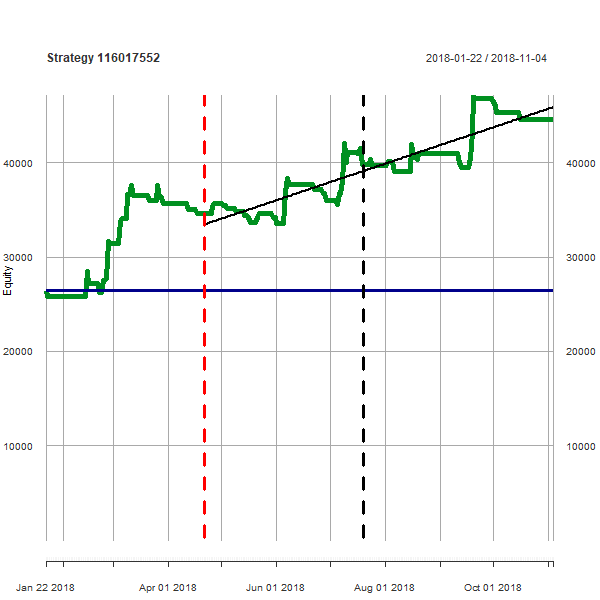 Strategy 116017552
2018-01-22 / 2018-11-04
40000
40000
30000
30000
Equity
20000
20000
10000
10000
Jan 22 2018
Apr 01 2018
Jun 01 2018
Aug 01 2018
Oct 01 2018